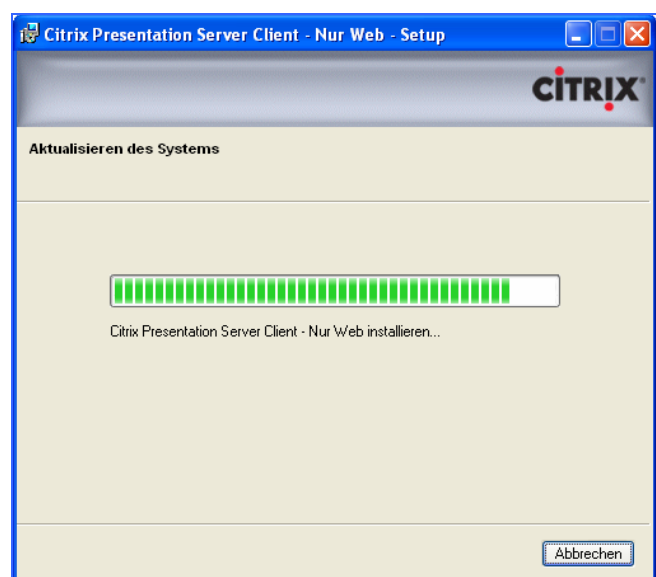 Citrix Presentation Server Client - Nur Web - Setup
CITRIX
Aktualisieren des Systems
Citrix Presentation Server Client - Nur Web installieren...
Abbrechen